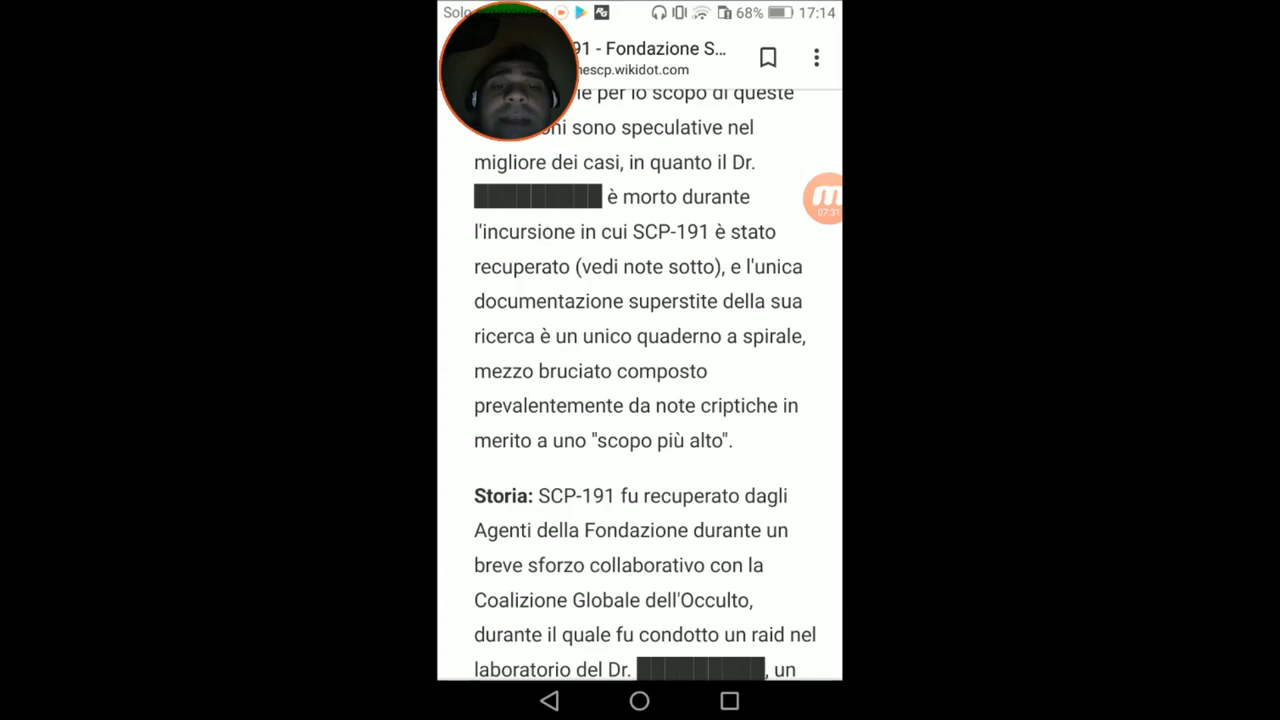 Solo
68% 17:14
91 - Fondazione S...
escp.wikidot.com
per lo scopo di queste
sono speculative nel
migliore dei casi, in quanto il Dr.
██████████ è morto durante
07:31
l'incursione in cui SCP-191 è stato
recuperato (vedi note sotto), e l'unica
documentazione superstite della sua
ricerca è un unico quaderno a spirale,
mezzo bruciato composto
prevalentemente da note criptiche in
merito a uno "scopo più alto".
Storia: SCP-191 fu recuperato dagli
Agenti della Fondazione durante un
breve sforzo collaborativo con la
Coalizione Globale dell'Occulto,
durante il quale fu condotto un raid nel
laboratorio del Dr. ██████████, un